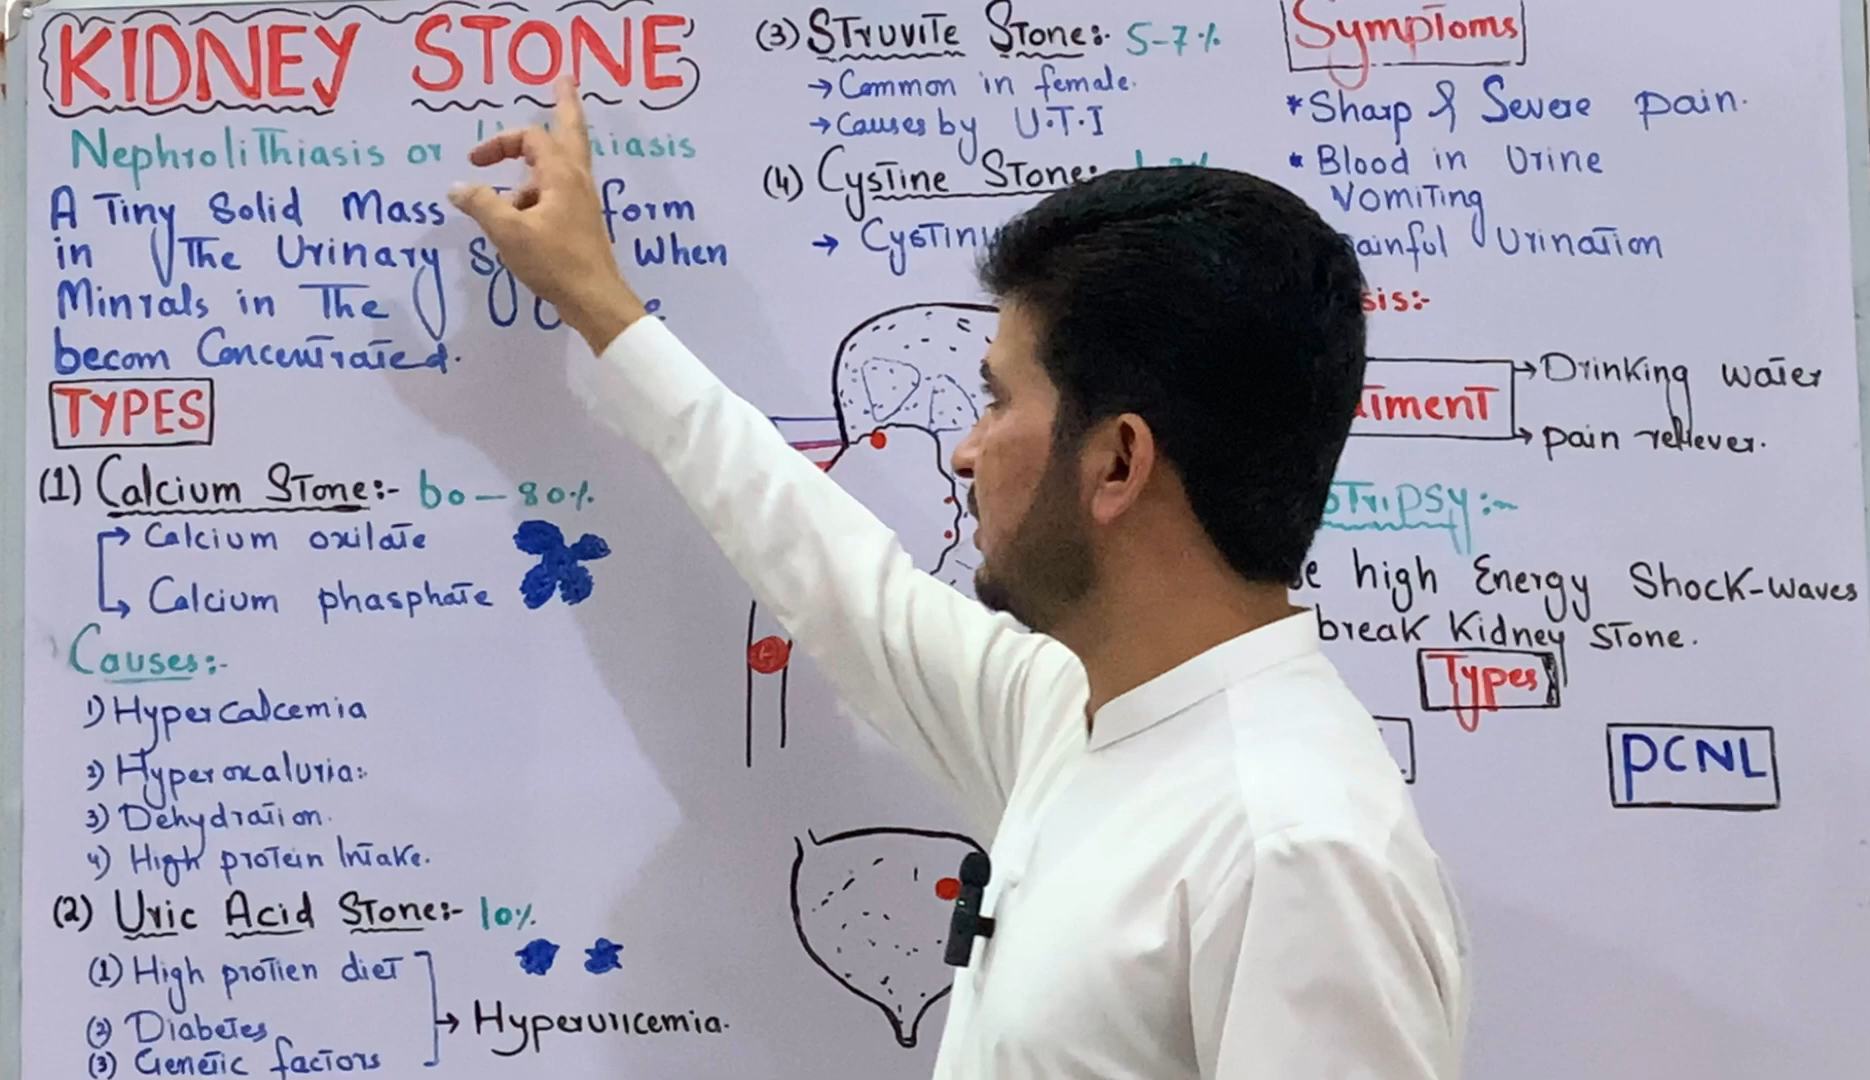 KIDNEY STONE
NephroliThiasis or
A Tiny Solid Mass form
in The Urinary When
Minrals in The
becom Concentrated.
TYPES
(1) Calcium Stone:- 60-80%
→ Calcium oxilate
→ Calcium phasphate
Causes:-
1) Hypercalcemia
2) Hyperoxaluria:
3) Dehydration.
4) High protein Intake.
(2) Uric Acid Stone:- 10%
(1) High protien diet
(2) Diabetes
(3) Genetic factors
→ Hyperuricemia.
(3) Struvite Stone:- 5-7%
→ Common in female.
→ Causes by U.T.I
(4) Cystine Stone:-
→
Symptoms
* Sharp & Severe pain.
* Blood in Urine
Vomiting
Urination
→ Drinking water
→ pain reliever.
high Energy Shock-waves
break Kidney Stone.
Types
PCNL